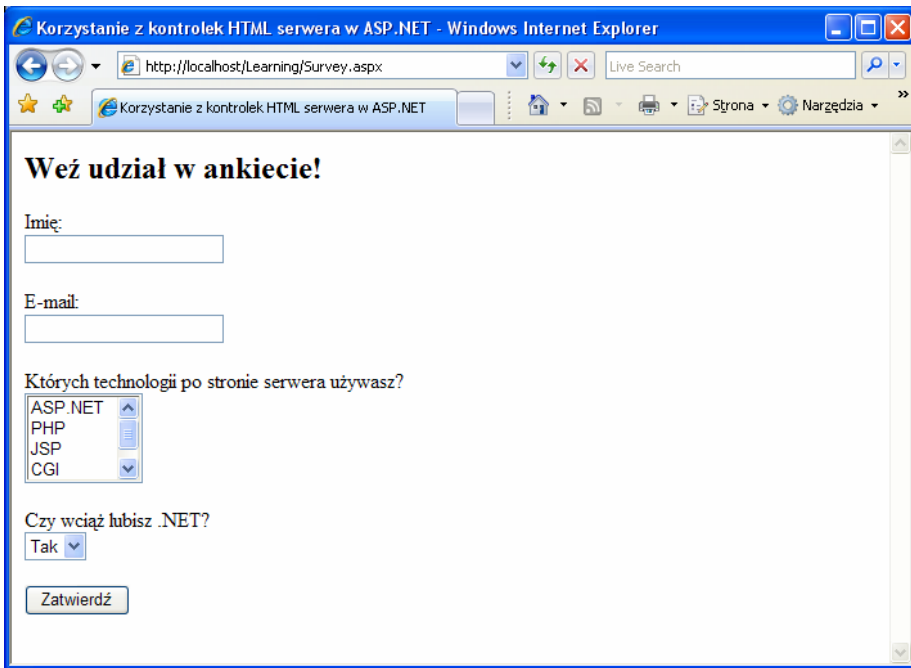 Korzystanie z kontrolek HTML serwera w ASP.NET - Windows Internet Explorer
http://localhost/Learning/Survey.aspx
Live Search
Korzystanie z kontrolek HTML serwera w ASP.NET
Strona
Narzędzia
»
Weź udział w ankiecie!
Imię:
E-mail:
Których technologii po stronie serwera używasz?
ASP.NET
PHP
JSP
CGI
Czy wciąż lubisz .NET?
Tak
Zatwierdź